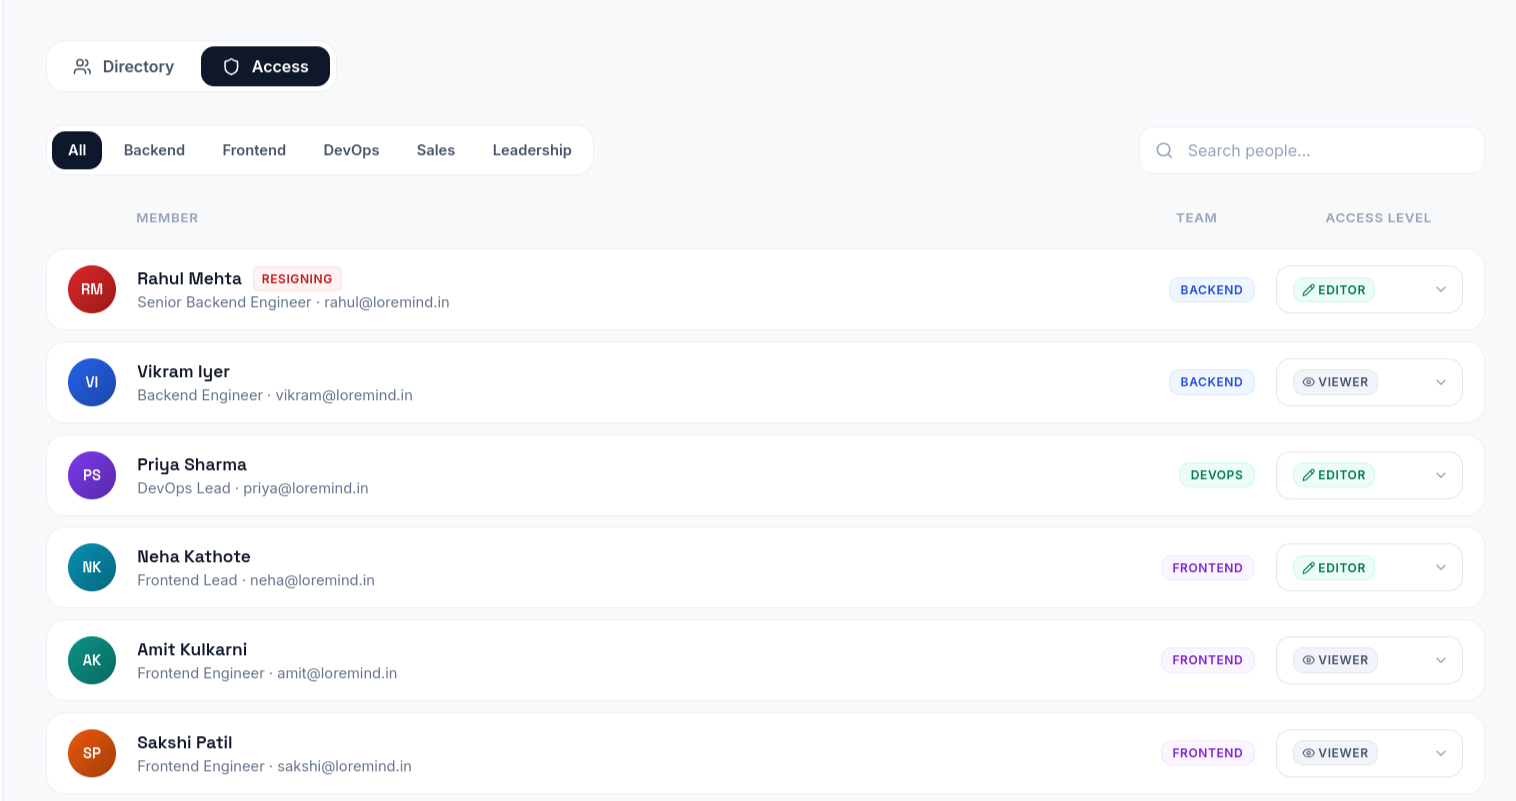 Directory Access
All Backend Frontend DevOps Sales Leadership Search people...
MEMBER TEAM ACCESS LEVEL
RM Rahul Mehta RESIGNING BACKEND EDITOR
Senior Backend Engineer · rahul@loremind.in
VI Vikram Iyer BACKEND VIEWER
Backend Engineer · vikram@loremind.in
PS Priya Sharma DEVOPS EDITOR
DevOps Lead · priya@loremind.in
NK Neha Kathote FRONTEND EDITOR
Frontend Lead · neha@loremind.in
AK Amit Kulkarni FRONTEND VIEWER
Frontend Engineer · amit@loremind.in
SP Sakshi Patil FRONTEND VIEWER
Frontend Engineer · sakshi@loremind.in